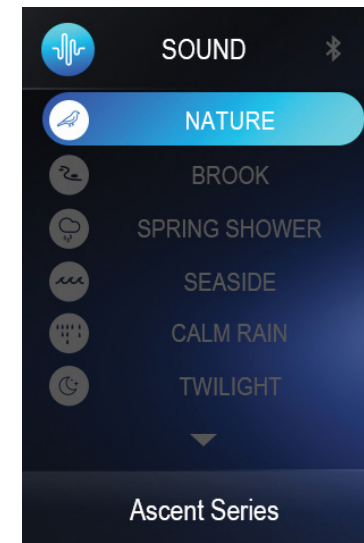 SOUND
NATURE
BROOK
SPRING SHOWER
SEASIDE
CALM RAIN
TWILIGHT
Ascent Series